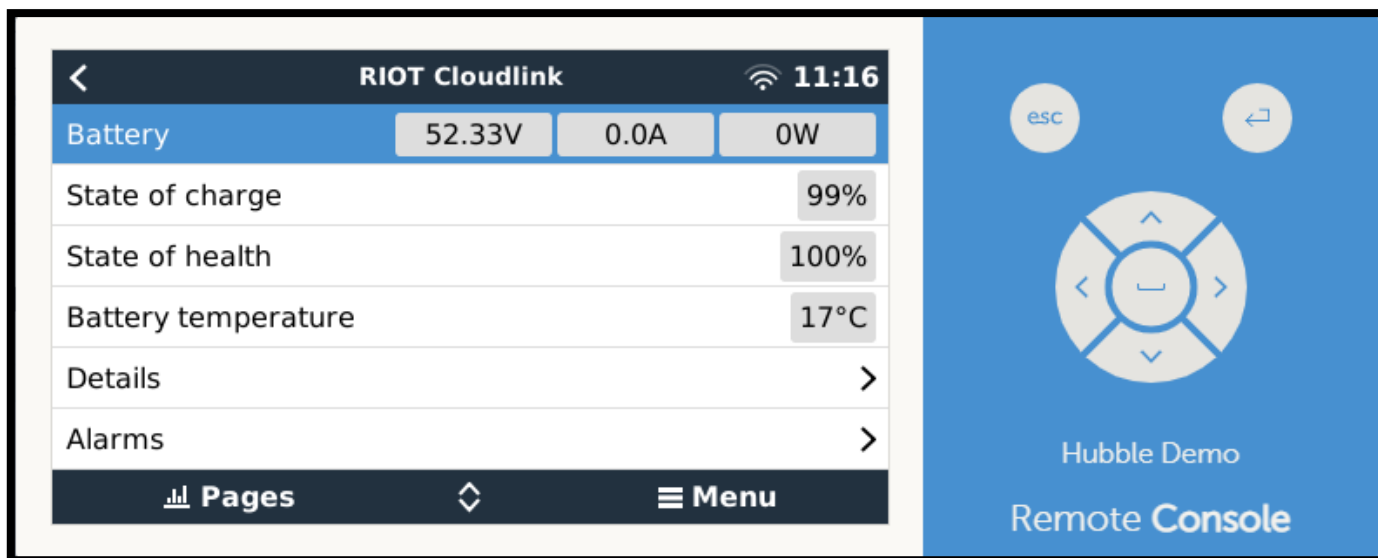 RIOT Cloudlink 11:16
Battery 52.33V 0.0A 0W
State of charge 99%
State of health 100%
Battery temperature 17°C
Details
Alarms
Pages Menu
esc
Hubble Demo
Remote Console